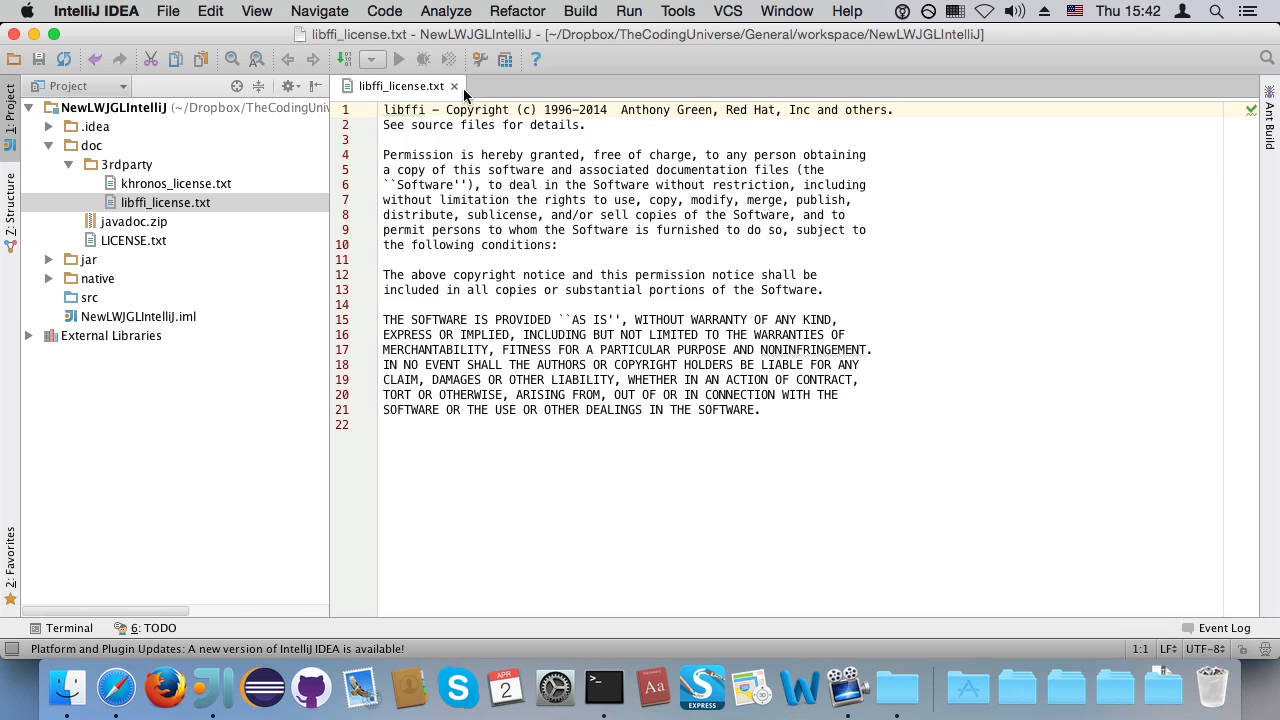 IntelliJ IDEA File Edit View Navigate Code Analyze Refactor Build Run Tools VCS Window Help Thu 15:42
libffi_license.txt - NewLWJGLIntelliJ - [~/Dropbox/TheCodingUniverse/General/workspace/NewLWJGLIntelliJ]
Project
libffi_license.txt
1: Project
7: Structure
2: Favorites
NewLWJGLIntelliJ (~/Dropbox/TheCodingUni
.idea
doc
3rdparty
khronos_license.txt
libffi_license.txt
javadoc.zip
LICENSE.txt
jar
native
src
NewLWJGLIntelliJ.iml
External Libraries
1 libffi - Copyright (c) 1996-2014  Anthony Green, Red Hat, Inc and others.
2 See source files for details.
3
4 Permission is hereby granted, free of charge, to any person obtaining
5 a copy of this software and associated documentation files (the
6 ``Software''), to deal in the Software without restriction, including
7 without limitation the rights to use, copy, modify, merge, publish,
8 distribute, sublicense, and/or sell copies of the Software, and to
9 permit persons to whom the Software is furnished to do so, subject to
10 the following conditions:
11
12 The above copyright notice and this permission notice shall be
13 included in all copies or substantial portions of the Software.
14
15 THE SOFTWARE IS PROVIDED ``AS IS'', WITHOUT WARRANTY OF ANY KIND,
16 EXPRESS OR IMPLIED, INCLUDING BUT NOT LIMITED TO THE WARRANTIES OF
17 MERCHANTABILITY, FITNESS FOR A PARTICULAR PURPOSE AND NONINFRINGEMENT.
18 IN NO EVENT SHALL THE AUTHORS OR COPYRIGHT HOLDERS BE LIABLE FOR ANY
19 CLAIM, DAMAGES OR OTHER LIABILITY, WHETHER IN AN ACTION OF CONTRACT,
20 TORT OR OTHERWISE, ARISING FROM, OUT OF OR IN CONNECTION WITH THE
21 SOFTWARE OR THE USE OR OTHER DEALINGS IN THE SOFTWARE.
22
Ant Build
Terminal 6: TODO Event Log
Platform and Plugin Updates: A new version of IntelliJ IDEA is available! 1:1 LF UTF-8
APR
2
Aa
EXPRESS